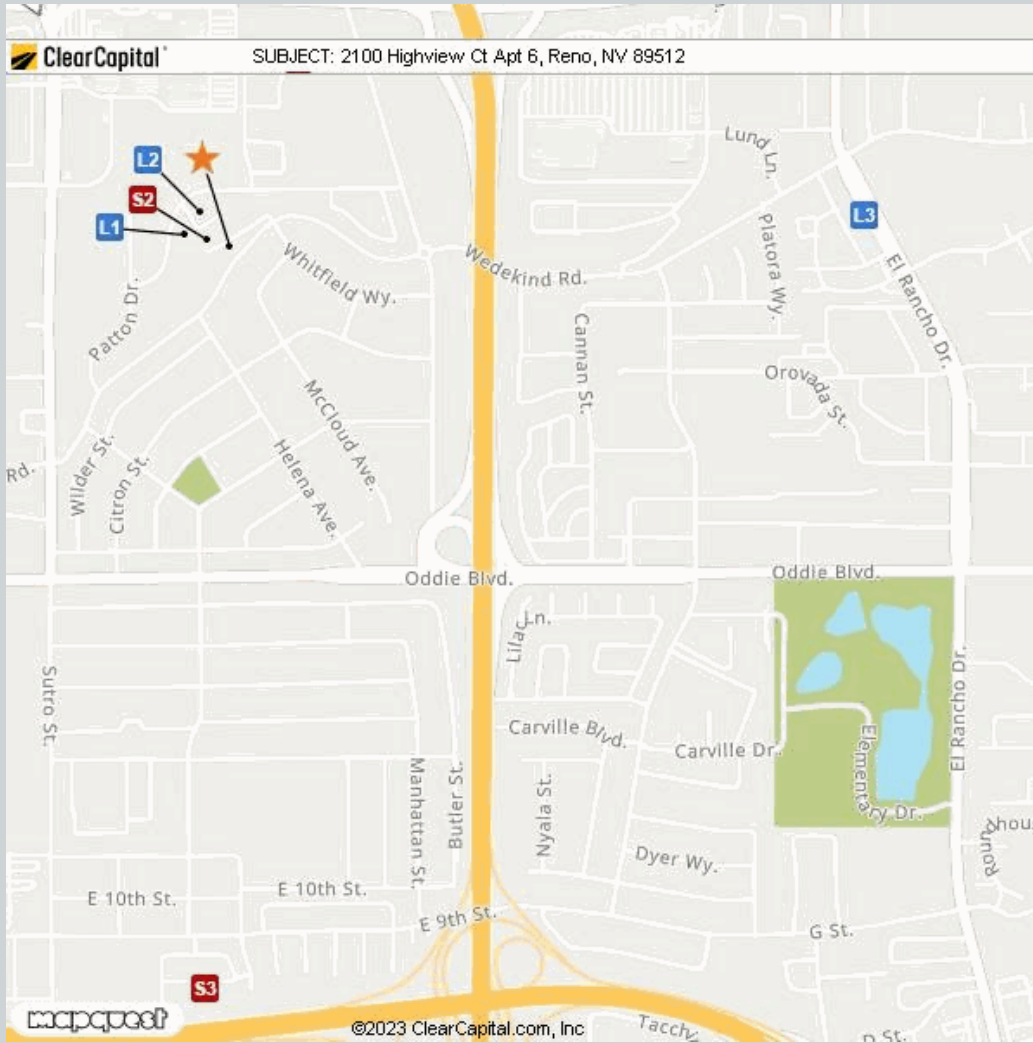 ClearCapital
SUBJECT: 2100 Highview Ct Apt 6, Reno, NV 89512
Lund Ln.
L2
S2
L1
L3
Platora Wy.
Whitfield Wy.
Wedekind Rd.
El Rancho Dr.
Patton Dr.
Cannan St.
Orovada St.
McCloud Ave.
Helena Ave.
Wilder St.
Citron St.
Rd.
Oddie Blvd.
Oddie Blvd.
Lilac Ln.
Sutro St.
El Rancho Dr.
Carville Blvd.
Carville Dr.
Elementary Dr.
Manhattan St.
Butler St.
Nyala St.
Dyer Wy.
E 10th St.
E 10th St.
E 9th St.
G St.
S3
mapquest
©2023 ClearCapital.com, Inc
D St.